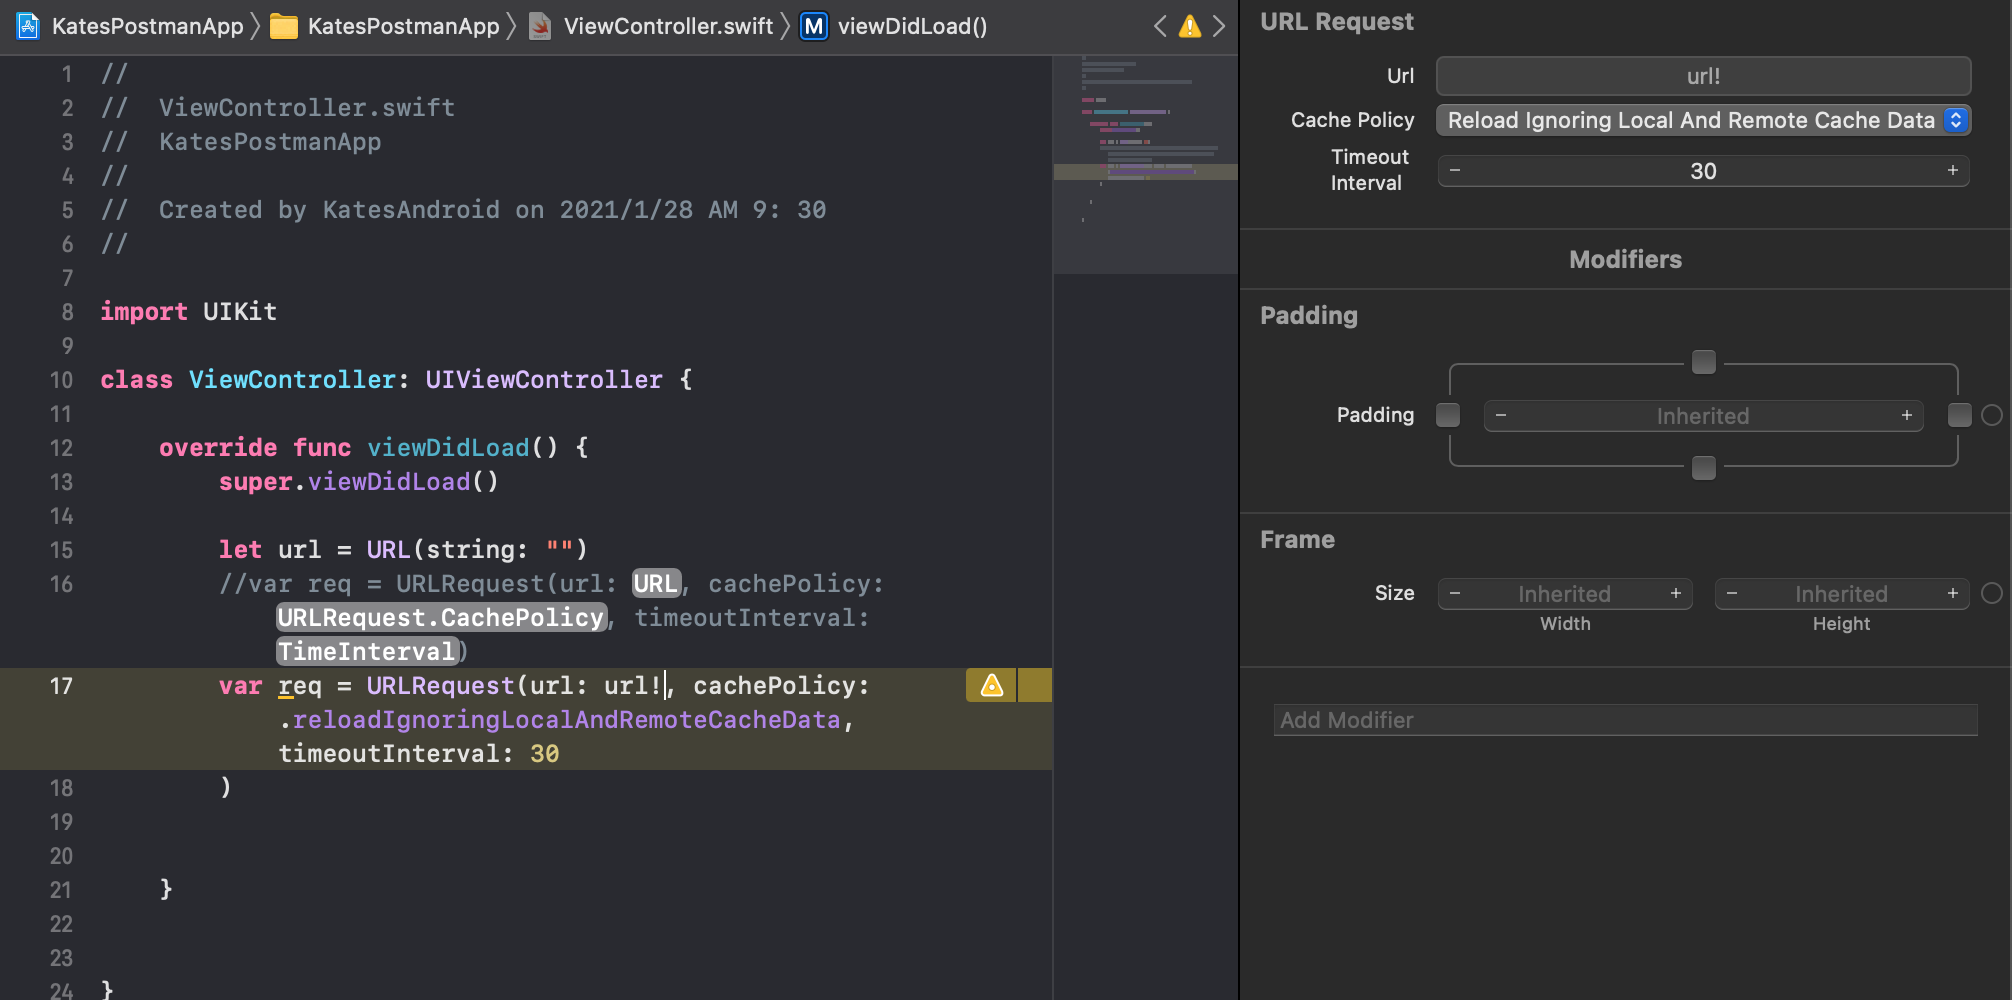 KatesPostmanApp KatesPostmanApp ViewController.swift M viewDidLoad()
1 //
2 //  ViewController.swift
3 //  KatesPostmanApp
4 //
5 //  Created by KatesAndroid on 2021/1/28 AM 9: 30
6 //
7
8 import UIKit
9
10 class ViewController: UIViewController {
11
12     override func viewDidLoad() {
13         super.viewDidLoad()
14
15         let url = URL(string: "")
16         //var req = URLRequest(url: URL, cachePolicy:
URLRequest.CachePolicy, timeoutInterval:
TimeInterval)
17         var req = URLRequest(url: url!, cachePolicy:
.reloadIgnoringLocalAndRemoteCacheData,
timeoutInterval: 30
18         )
19
20
21     }
22
23
24 }
URL Request
Url url!
Cache Policy Reload Ignoring Local And Remote Cache Data
Timeout
Interval − 30 +
Modifiers
Padding
Padding − Inherited +
Frame
Size − Inherited + − Inherited +
Width Height
Add Modifier